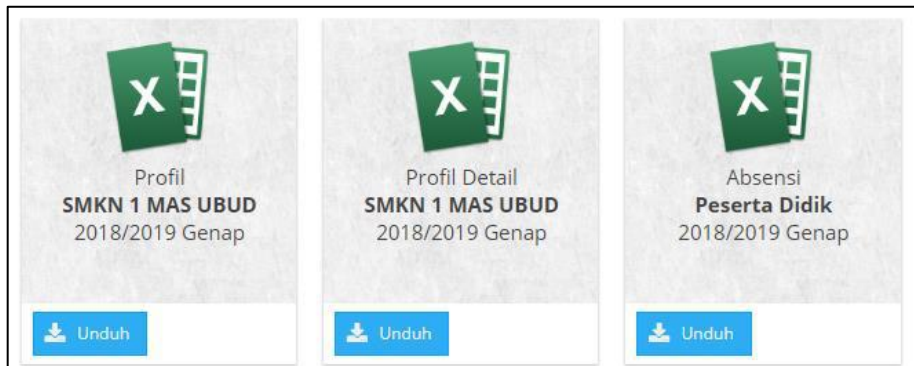 X
Profil
SMKN 1 MAS UBUD
2018/2019 Genap
Unduh
X
Profil Detail
SMKN 1 MAS UBUD
2018/2019 Genap
Unduh
X
Absensi
Peserta Didik
2018/2019 Genap
Unduh